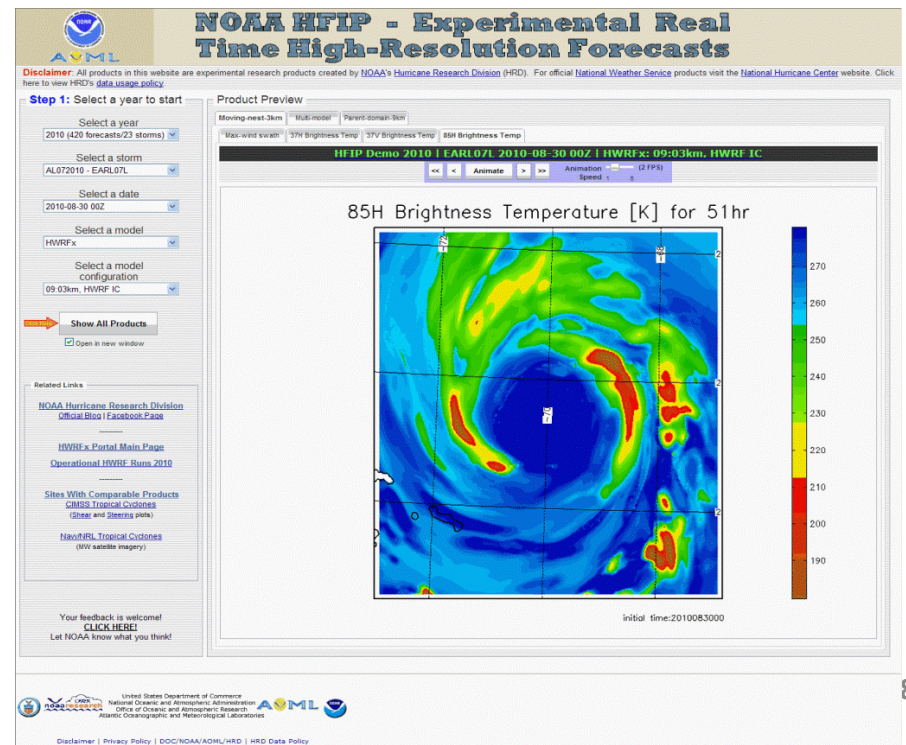 NOAA HFIP - Experimental Real
Time High-Resolution Forecasts
NOAA
AOML
Disclaimer: All products in this website are experimental research products created by NOAA's Hurricane Research Division (HRD). For official National Weather Service products visit the National Hurricane Center website. Click
here to view HRD's data usage policy.
Step 1: Select a year to start
Select a year
2010 (420 forecasts/23 storms)
Select a storm
AL072010 - EARL07L
Select a date
2010-08-30 00Z
Select a model
HWRFx
Select a model
configuration
09:03km, HWRF IC
Show All Products
Open in new window
Related Links
NOAA Hurricane Research Division
Official Blog | Facebook Page
----------
HWRFx Portal Main Page
Operational HWRF Runs 2010
----------
Sites With Comparable Products
CIMSS Tropical Cyclones
(Shear and Steering plots)
Navy/NRL Tropical Cyclones
(MW satellite imagery)
Your feedback is welcome!
CLICK HERE!
Let NOAA know what you think!
Product Preview
Moving-nest-3km Multi-model Parent-domain-9km
Max-wind swath 37H Brightness Temp 37V Brightness Temp 85H Brightness Temp
HFIP Demo 2010 | EARL07L 2010-08-30 00Z | HWRFx: 09:03km, HWRF IC
<< < Animate > >> Animation Speed 1 5 (2 FPS)
85H Brightness Temperature [K] for 51hr
-72
-68
-70
2
2
2
270
260
250
240
230
220
210
200
190
initial time:2010083000
United States Department of Commerce
National Oceanic and Atmospheric Administration
Office of Oceanic and Atmospheric Research
Atlantic Oceanographic and Meteorological Laboratories
noaaresearch
AOML
Disclaimer | Privacy Policy | DOC/NOAA/AOML/HRD | HRD Data Policy